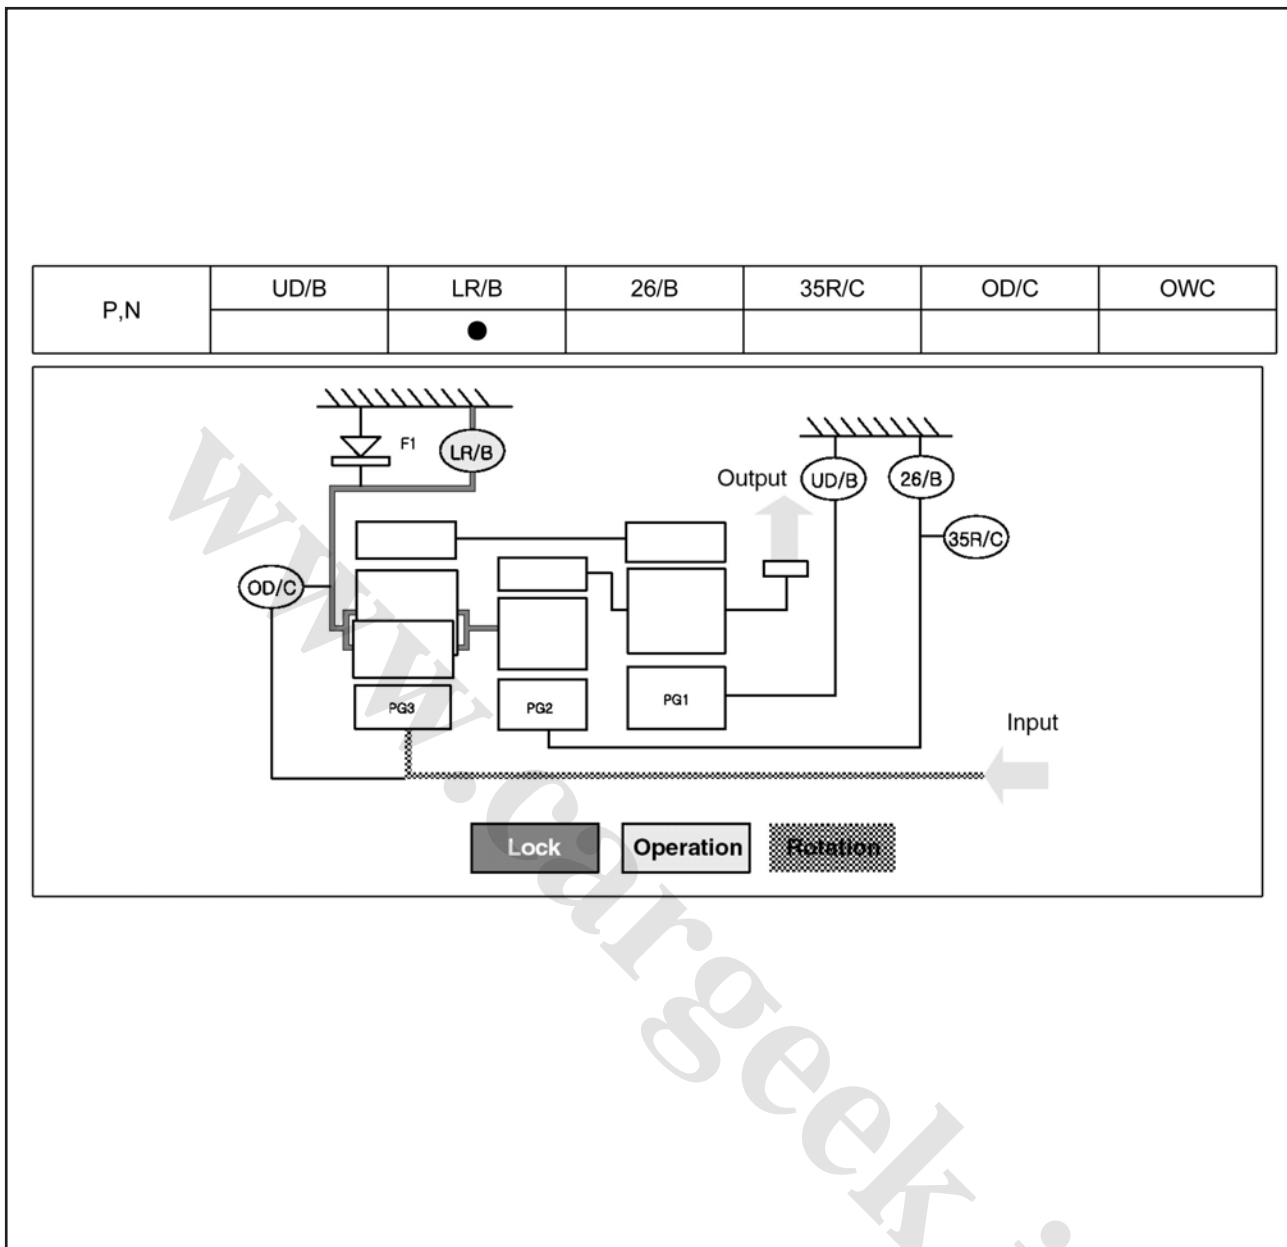 P,N UD/B LR/B 26/B 35R/C OD/C OWC
F1
LR/B
Output
UD/B
26/B
35R/C
OD/C
PG3
PG2
PG1
Input
Lock
Operation
Rotation
www.cargeek.i